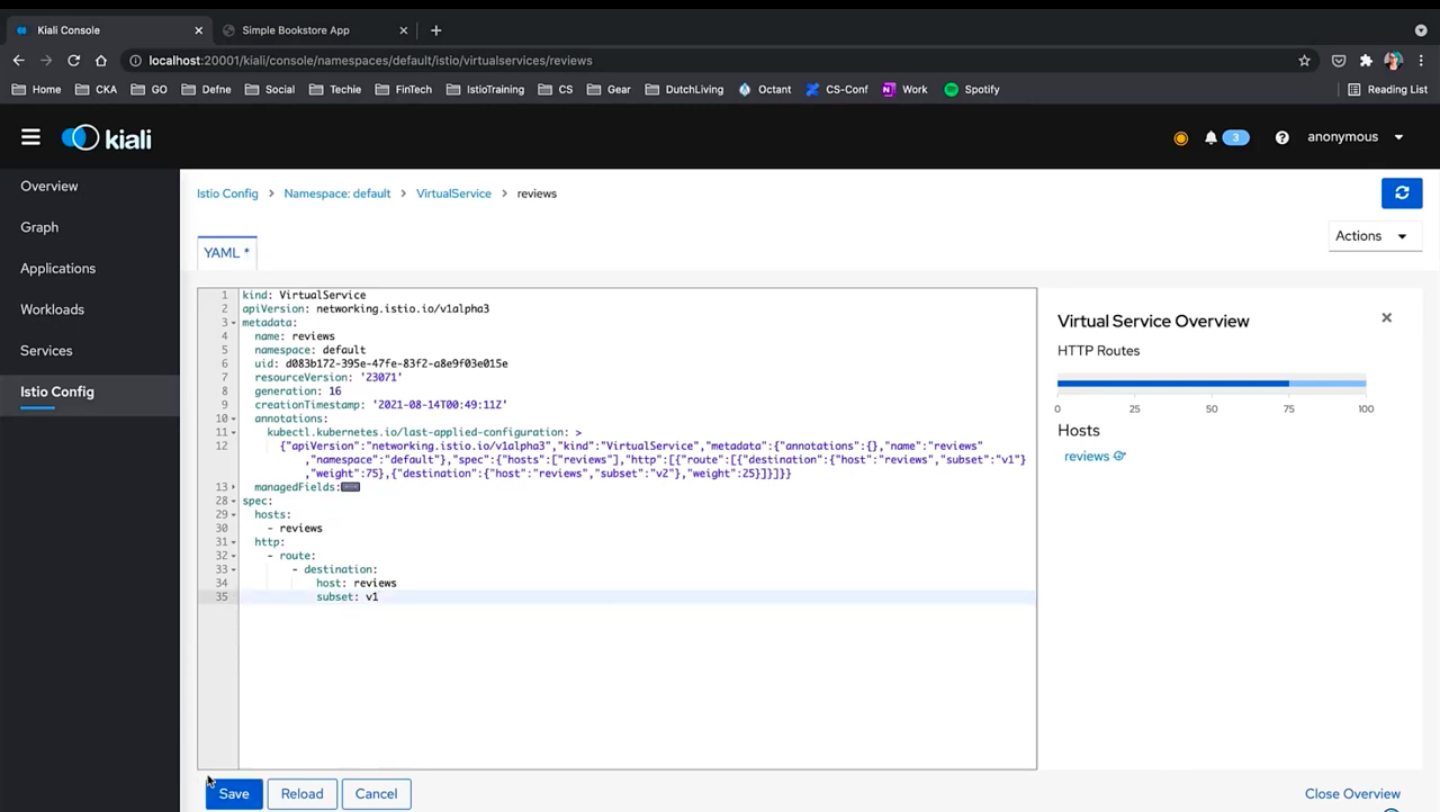 Kiali Console
Simple Bookstore App
localhost:20001/kiali/console/namespaces/default/istio/virtualservices/reviews
Home CKA GO Defne Social Techie FinTech IstioTraining CS Gear DutchLiving Octant CS-Conf Work Spotify Reading List
kiali
3
anonymous
Overview
Graph
Applications
Workloads
Services
Istio Config
Istio Config > Namespace: default > VirtualService > reviews
Actions
YAML *
1 kind: VirtualService
2 apiVersion: networking.istio.io/v1alpha3
3 metadata:
4 name: reviews
5 namespace: default
6 uid: d083b172-395e-47fe-83f2-a8e9f03e015e
7 resourceVersion: '23071'
8 generation: 16
9 creationTimestamp: '2021-08-14T00:49:11Z'
10 annotations:
11 kubectl.kubernetes.io/last-applied-configuration: >
12 {"apiVersion":"networking.istio.io/v1alpha3","kind":"VirtualService","metadata":{"annotations":{},"name":"reviews"
,"namespace":"default"},"spec":{"hosts":["reviews"],"http":[{"route":[{"destination":{"host":"reviews","subset":"v1"}
,"weight":75},{"destination":{"host":"reviews","subset":"v2"},"weight":25}]}]}}
13 managedFields:
28 spec:
29 hosts:
30 - reviews
31 http:
32 - route:
33 - destination:
34 host: reviews
35 subset: v1
Virtual Service Overview
HTTP Routes
0 25 50 75 100
Hosts
reviews
Save
Reload
Cancel
Close Overview